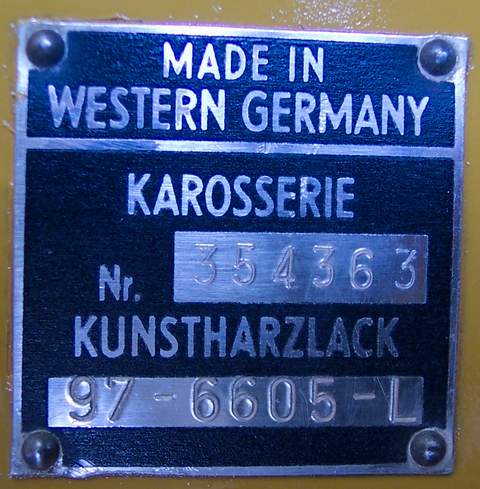 MADE IN
WESTERN GERMANY
KAROSSERIE
Nr. 354363
KUNSTHARZLACK
97-6605-L